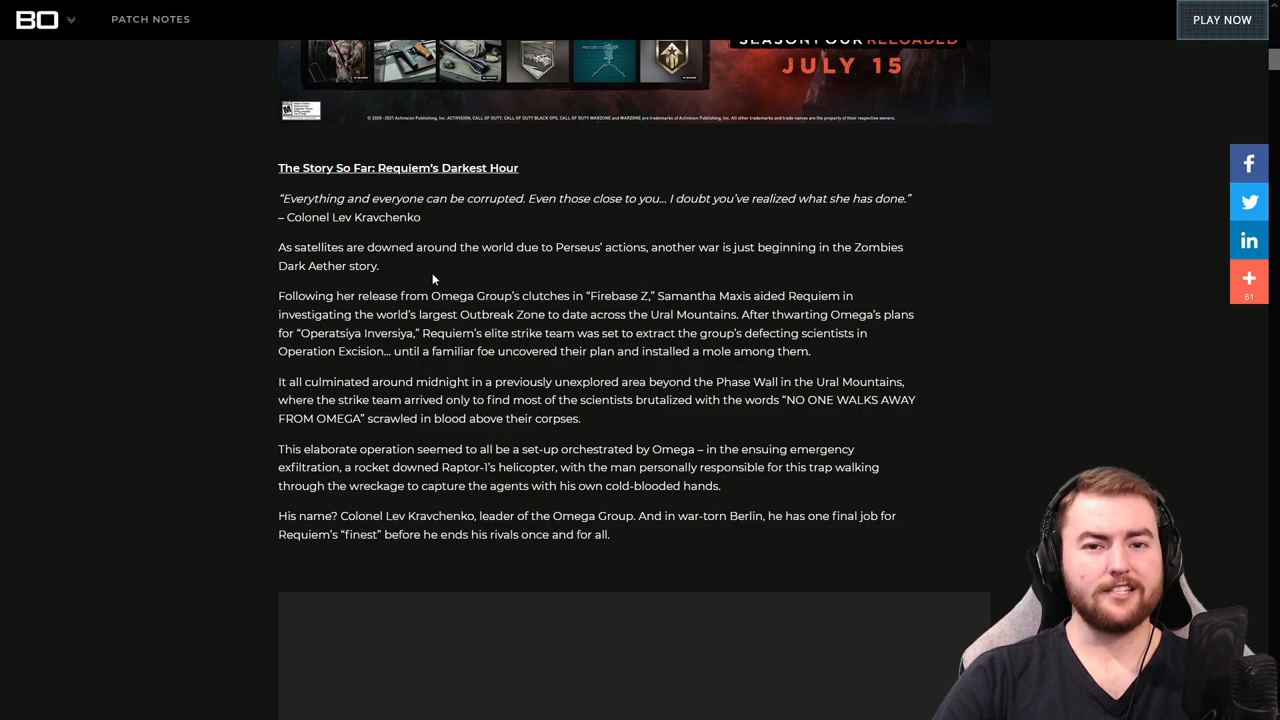 BO
PATCH NOTES
PLAY NOW
SEASON FOUR RELOADED
JULY 15
© 2020 -2021 Activision Publishing, Inc. ACTIVISION, CALL OF DUTY, CALL OF DUTY BLACK OPS, CALL OF DUTY WARZONE and WARZONE are trademarks of Activision Publishing, Inc. All other trademarks and trade names are the property of their respective owners.
The Story So Far: Requiem’s Darkest Hour
“Everything and everyone can be corrupted. Even those close to you… I doubt you’ve realized what she has done.”
– Colonel Lev Kravchenko
As satellites are downed around the world due to Perseus’ actions, another war is just beginning in the Zombies
Dark Aether story.
Following her release from Omega Group’s clutches in “Firebase Z,” Samantha Maxis aided Requiem in
investigating the world’s largest Outbreak Zone to date across the Ural Mountains. After thwarting Omega’s plans
for “Operatsiya Inversiya,” Requiem’s elite strike team was set to extract the group’s defecting scientists in
Operation Excision… until a familiar foe uncovered their plan and installed a mole among them.
It all culminated around midnight in a previously unexplored area beyond the Phase Wall in the Ural Mountains,
where the strike team arrived only to find most of the scientists brutalized with the words “NO ONE WALKS AWAY
FROM OMEGA” scrawled in blood above their corpses.
This elaborate operation seemed to all be a set-up orchestrated by Omega – in the ensuing emergency
exfiltration, a rocket downed Raptor-1’s helicopter, with the man personally responsible for this trap walking
through the wreckage to capture the agents with his own cold-blooded hands.
His name? Colonel Lev Kravchenko, leader of the Omega Group. And in war-torn Berlin, he has one final job for
Requiem’s “finest” before he ends his rivals once and for all.
61